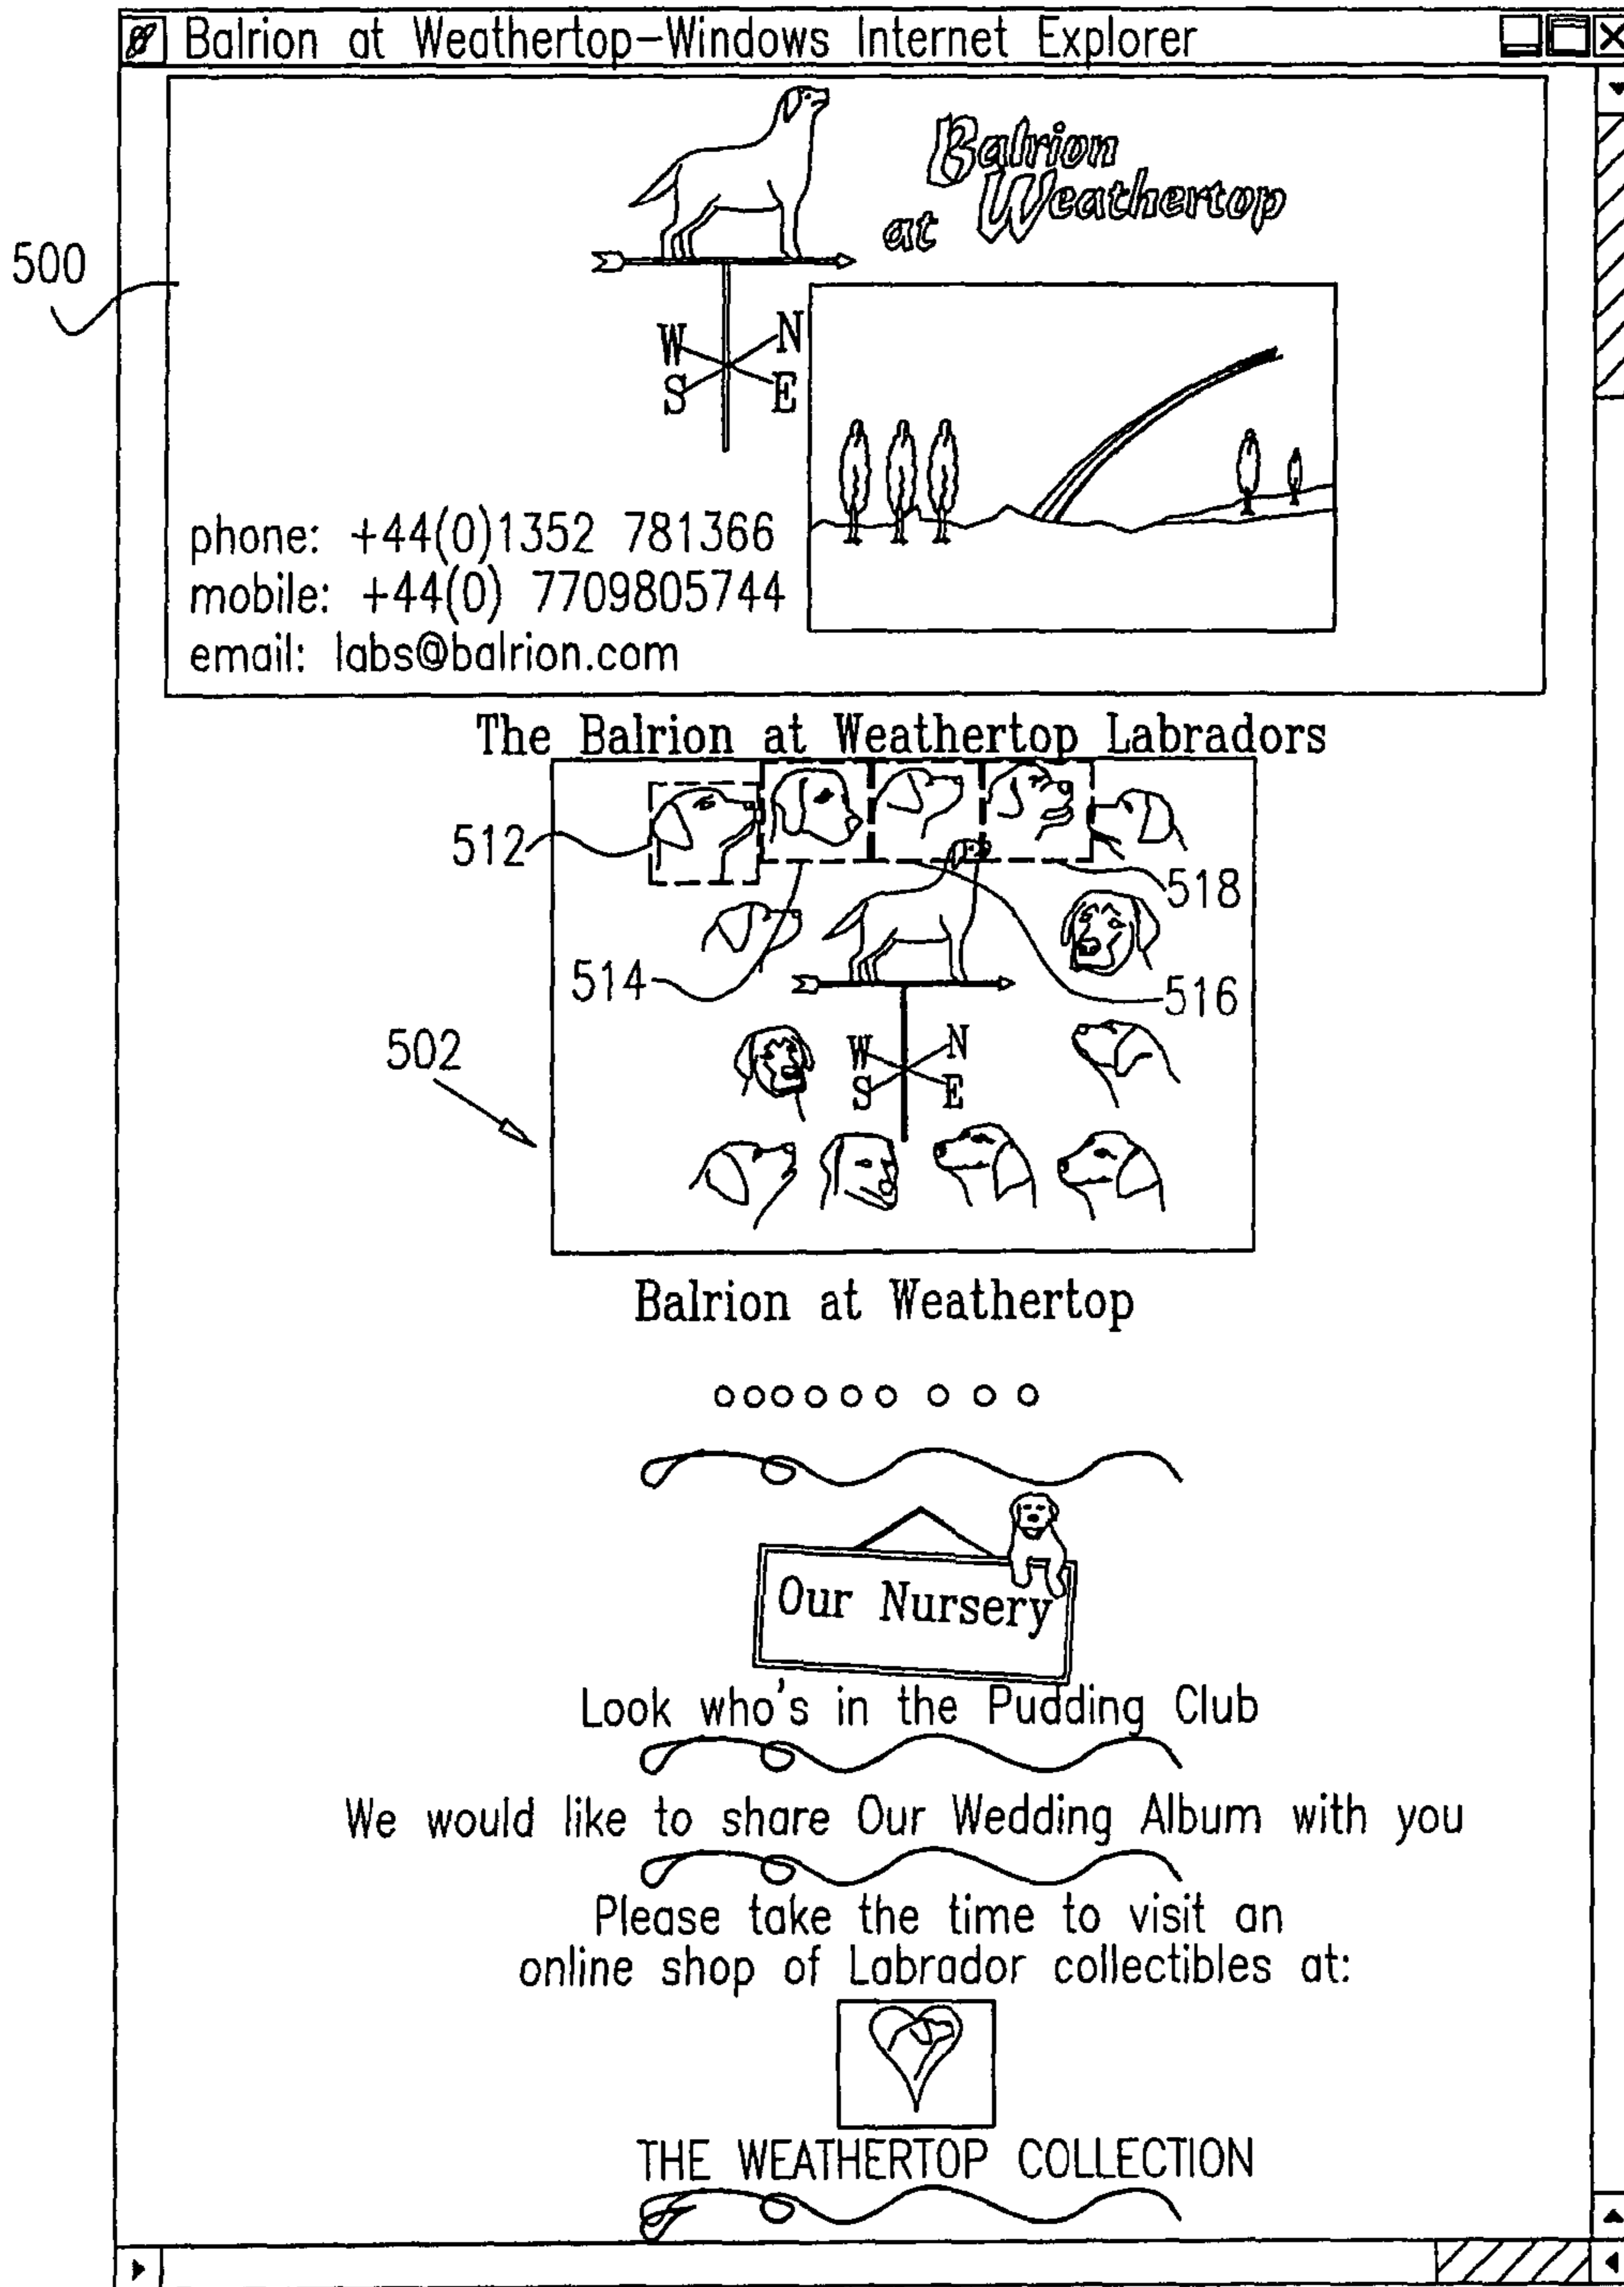 Balrion at Weathertop-Windows Internet Explorer
Balrion
at Weathertop
500
W N
S E
phone: +44(0)1352 781366
mobile: +44(0) 7709805744
email: labs@balrion.com
The Balrion at Weathertop Labradors
512
518
514
516
502
W N
S E
Balrion at Weathertop
Our Nursery
Look who's in the Pudding Club
We would like to share Our Wedding Album with you
Please take the time to visit an
online shop of Labrador collectibles at:
THE WEATHERTOP COLLECTION